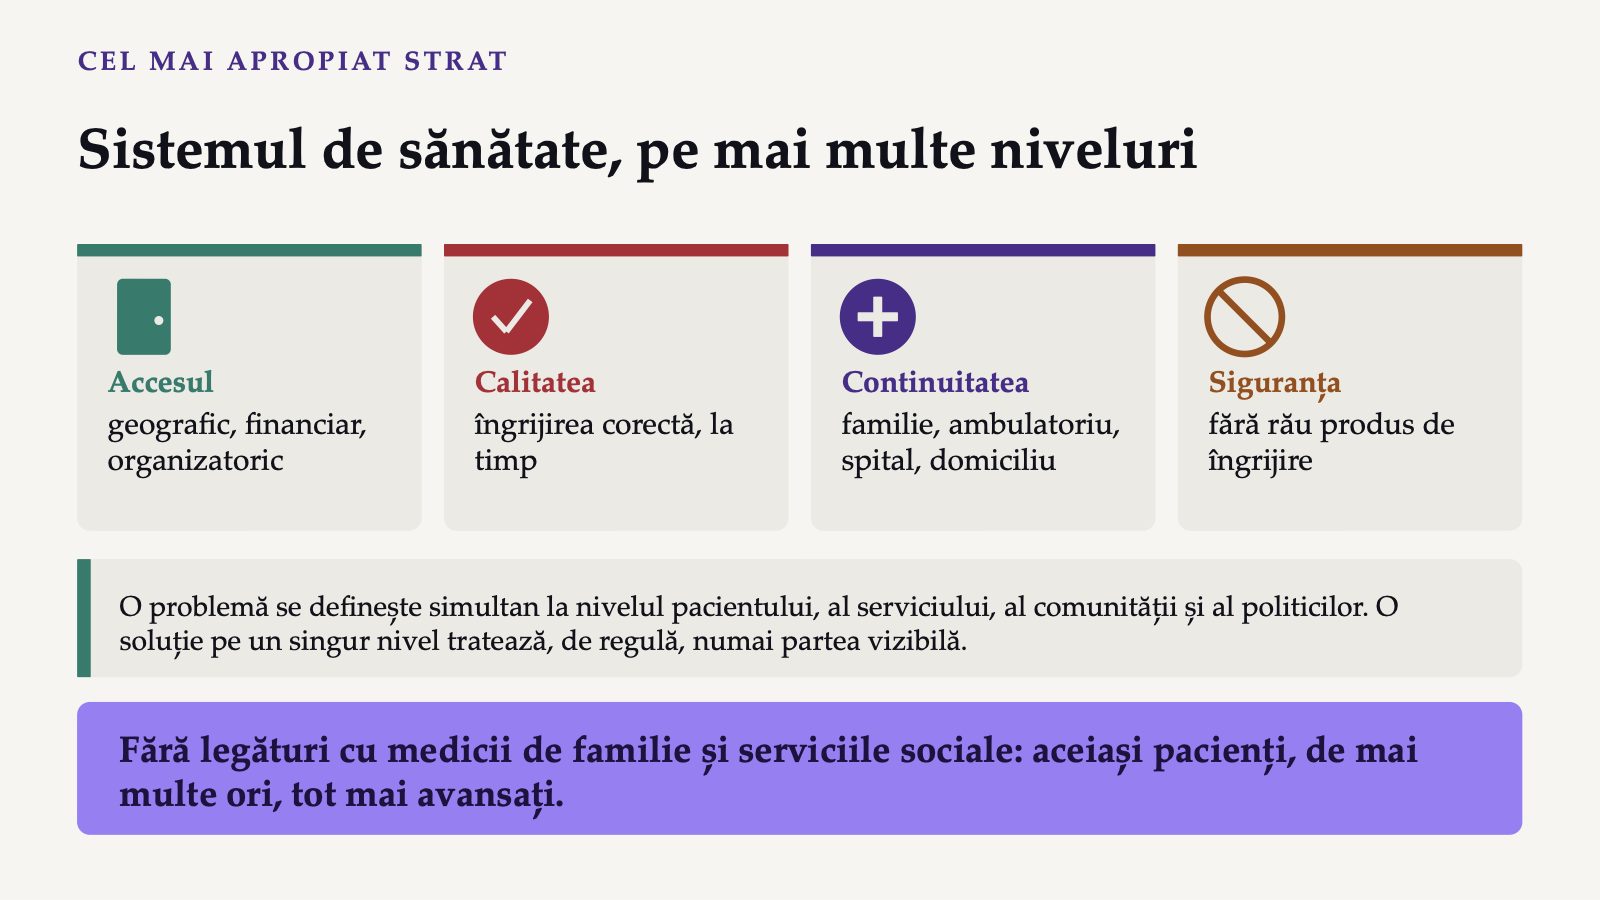 CEL MAI APROPIAT STRAT
Sistemul de sănătate, pe mai multe niveluri
Accesul
geografic, financiar,
organizatoric
Calitatea
îngrijirea corectă, la
timp
Continuitatea
familie, ambulatoriu,
spital, domiciliu
Siguranța
fără rău produs de
îngrijire
O problemă se definește simultan la nivelul pacientului, al serviciului, al comunității și al politicilor. O
soluție pe un singur nivel tratează, de regulă, numai partea vizibilă.
Fără legături cu medicii de familie și serviciile sociale: aceiași pacienți, de mai
multe ori, tot mai avansați.